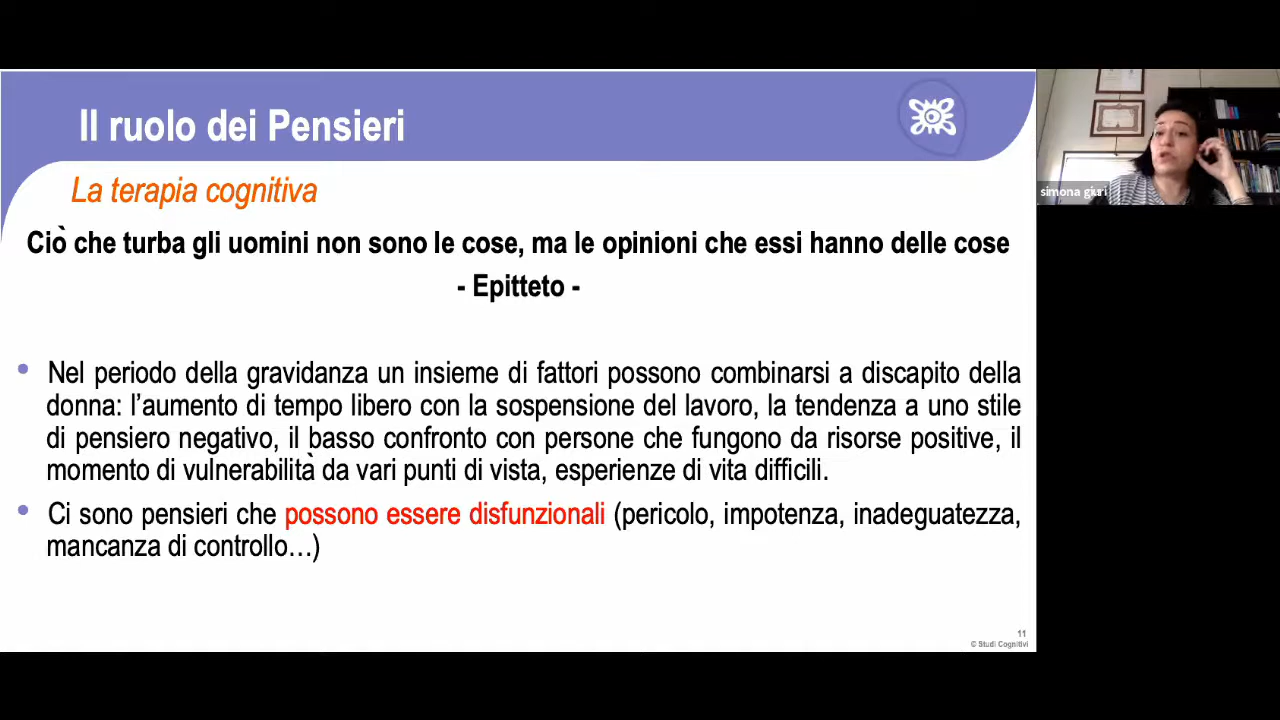 Il ruolo dei Pensieri
La terapia cognitiva
Ciò che turba gli uomini non sono le cose, ma le opinioni che essi hanno delle cose
- Epitteto -
• Nel periodo della gravidanza un insieme di fattori possono combinarsi a discapito della
donna: l’aumento di tempo libero con la sospensione del lavoro, la tendenza a uno stile
di pensiero negativo, il basso confronto con persone che fungono da risorse positive, il
momento di vulnerabilità da vari punti di vista, esperienze di vita difficili.
• Ci sono pensieri che possono essere disfunzionali (pericolo, impotenza, inadeguatezza,
mancanza di controllo…)
11
© Studi Cognitivi
simona giuri